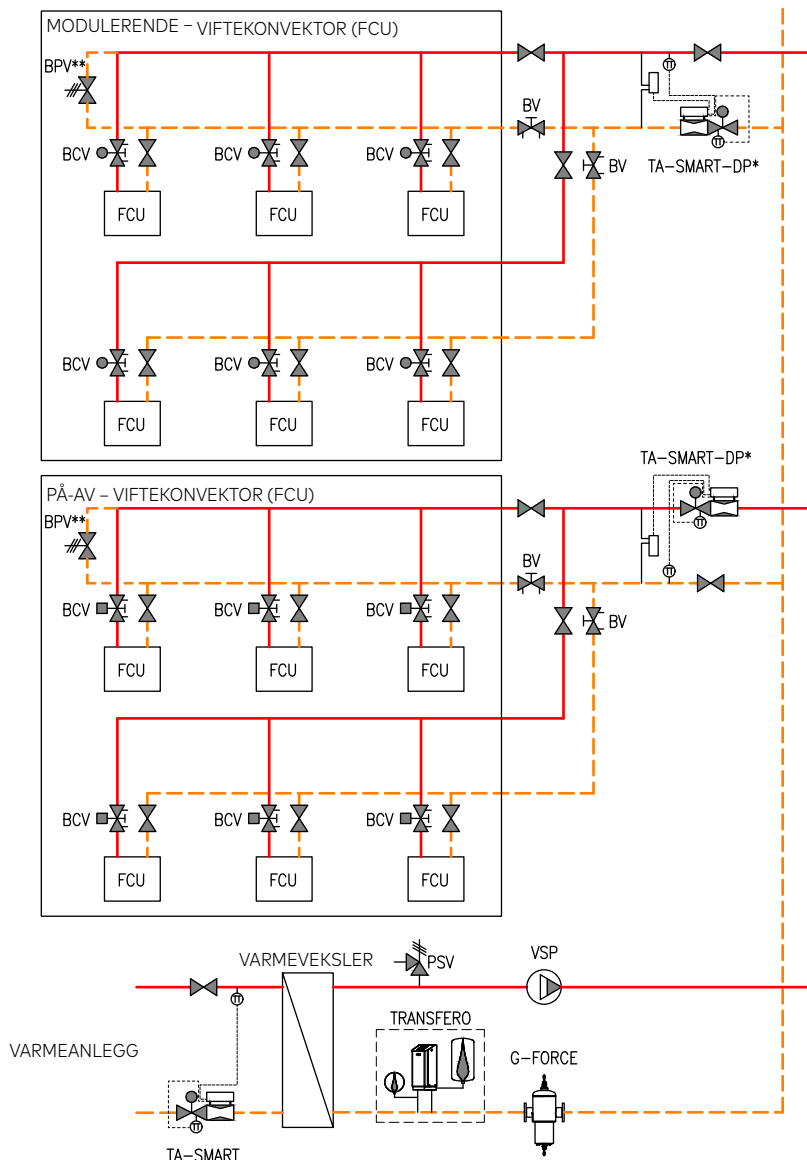 MODULERENDE – VIFTEKONVEKTOR (FCU)
BPV**
BV
BCV BCV BCV
BV
TA-SMART-DP*
FCU FCU FCU
BCV BCV BCV
FCU FCU FCU
TA-SMART-DP*
PÅ-AV – VIFTEKONVEKTOR (FCU)
BPV**
BV
BCV BCV BCV
BV
FCU FCU FCU
BCV BCV BCV
FCU FCU FCU
VARMEVEKSLER
PSV
VSP
TRANSFERO
VARMEANLEGG
G-FORCE
TA-SMART